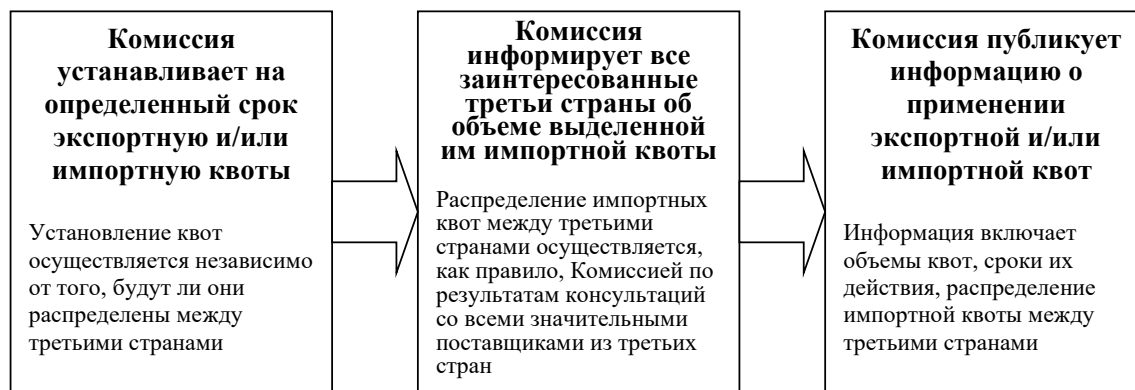 Комиссия
устанавливает на
определенный срок
экспортную и/или
импортную квоты
Установление квот
осуществляется независимо
от того, будут ли они
распределены между
третьими странами
Комиссия
информирует все
заинтересованные
третьи страны об
объеме выделенной
им импортной квоты
Распределение импортных
квот между третьими
странами осуществляется,
как правило, Комиссией по
результатам консультаций
со всеми значительными
поставщиками из третьих
стран
Комиссия публикует
информацию о
применении
экспортной и/или
импортной квот
Информация включает
объемы квот, сроки их
действия, распределение
импортной квоты между
третьими странами